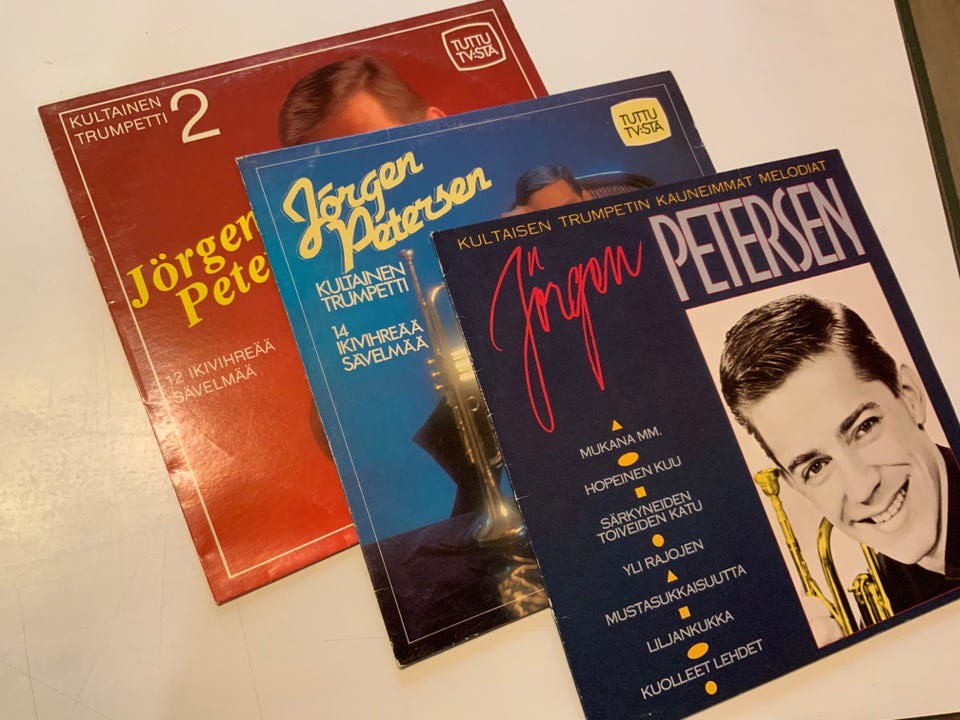 KULTAINEN
TRUMPETTI 2
TUTTU
TV:STÄ
Jörgen
Pete
12 IKIVIHREÄÄ
SÄVELMÄÄ
Jörgen
Petersen
KULTAINEN
TRUMPETTI
14
IKIVIHREÄÄ
SÄVELMÄÄ
TUTTU
TV:STÄ
KULTAISEN TRUMPETIN KAUNEIMMAT MELODIAT
Jörgen PETERSEN
MUKANA MM.
HOPEINEN KUU
SÄRKYNEIDEN
TOIVEIDEN KATU
YLI RAJOJEN
MUSTASUKKAISUUTTA
LILJANKUKKA
KUOLLEET LEHDET